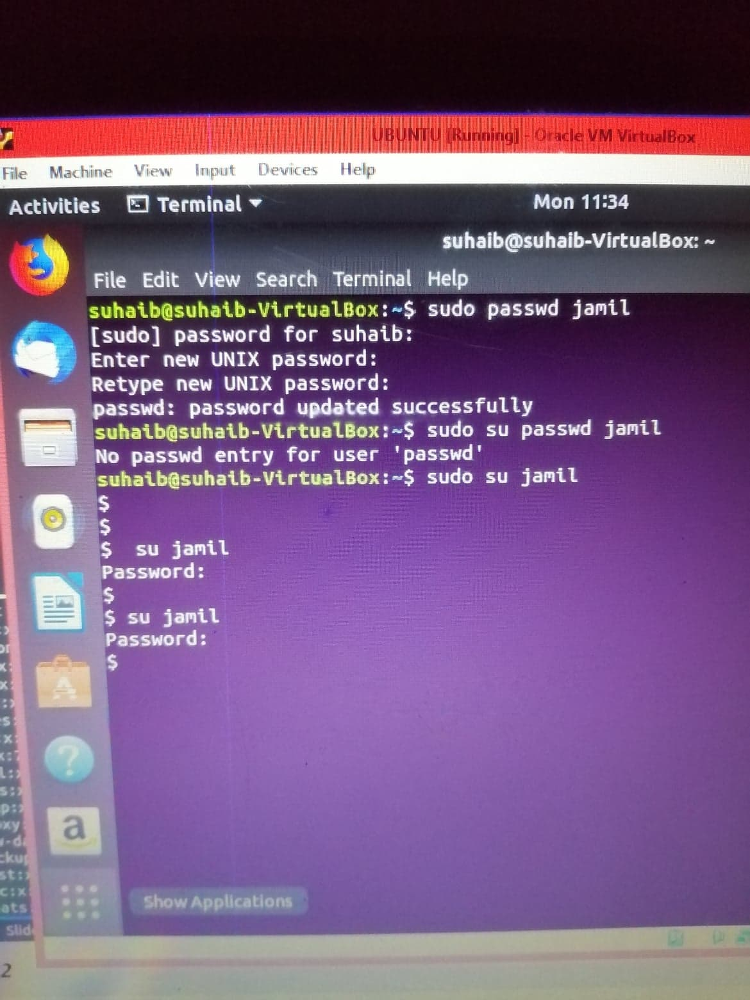 UBUNTU [Running] - Oracle VM VirtualBox
File Machine View Input Devices Help
Activities Terminal Mon 11:34
suhaib@suhaib-VirtualBox: ~
File Edit View Search Terminal Help
suhaib@suhaib-VirtualBox:~$ sudo passwd jamil
[sudo] password for suhaib:
Enter new UNIX password:
Retype new UNIX password:
passwd: password updated successfully
suhaib@suhaib-VirtualBox:~$ sudo su passwd jamil
No passwd entry for user 'passwd'
suhaib@suhaib-VirtualBox:~$ sudo su jamil
$
$
$  su jamil
Password:
$
$ su jamil
Password:
$
a
Show Applications
2